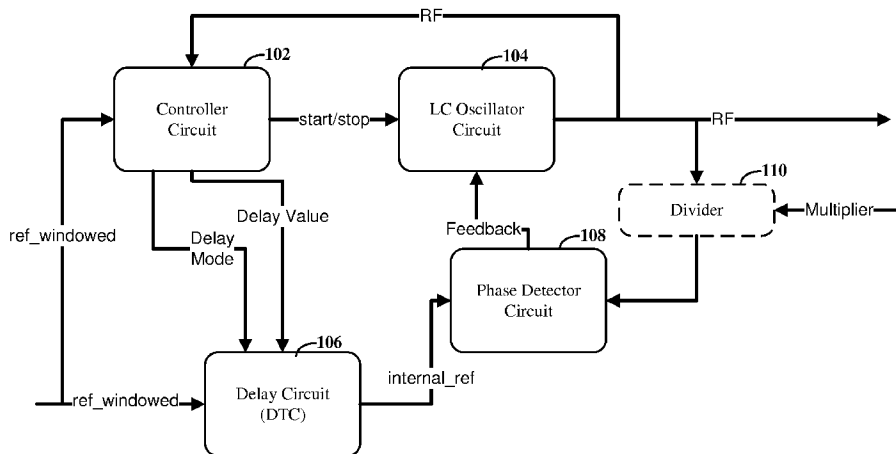 RF
102
104
Controller
Circuit
LC Oscillator
Circuit
start/stop
RF
110
Divider
Multiplier
ref_windowed
Delay
Mode
Delay Value
Feedback
108
Phase Detector
Circuit
106
internal_ref
ref_windowed
Delay Circuit
(DTC)